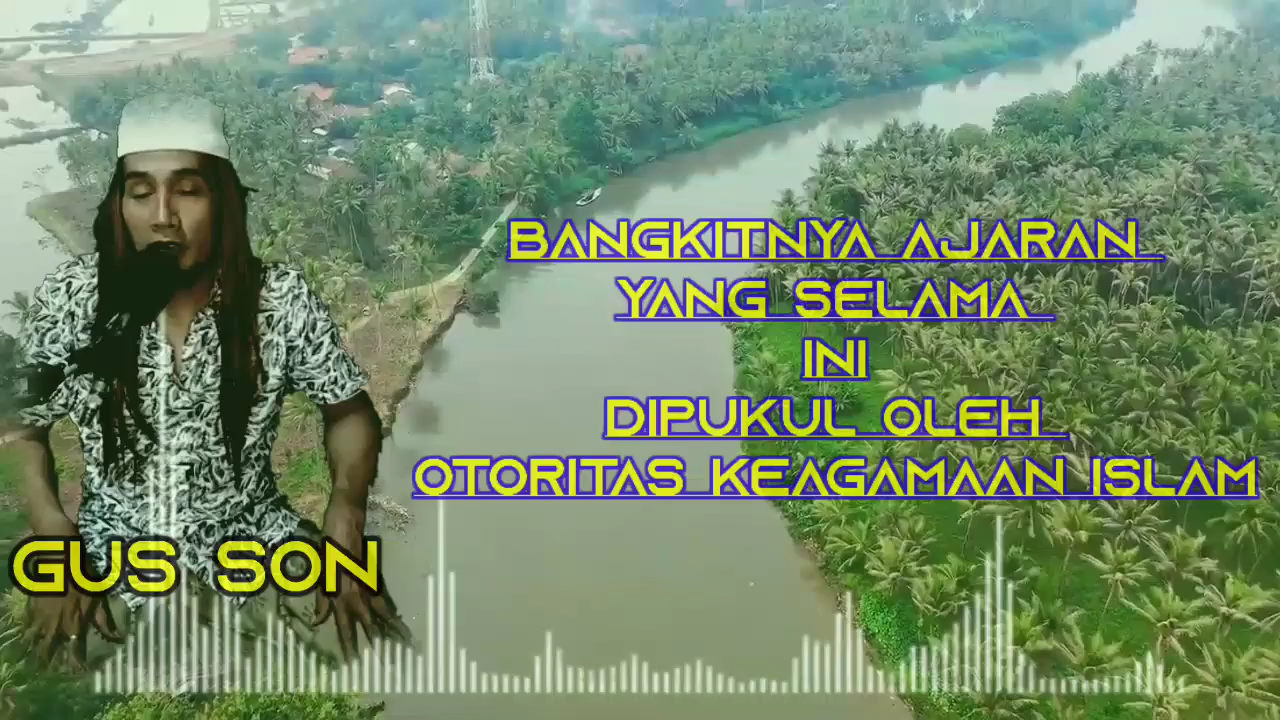 BANGKITNYA AJARAN
YANG SELAMA
INI
DIPUKUL OLEH
OTORITAS KEAGAMAAN ISLAM
GUS SON